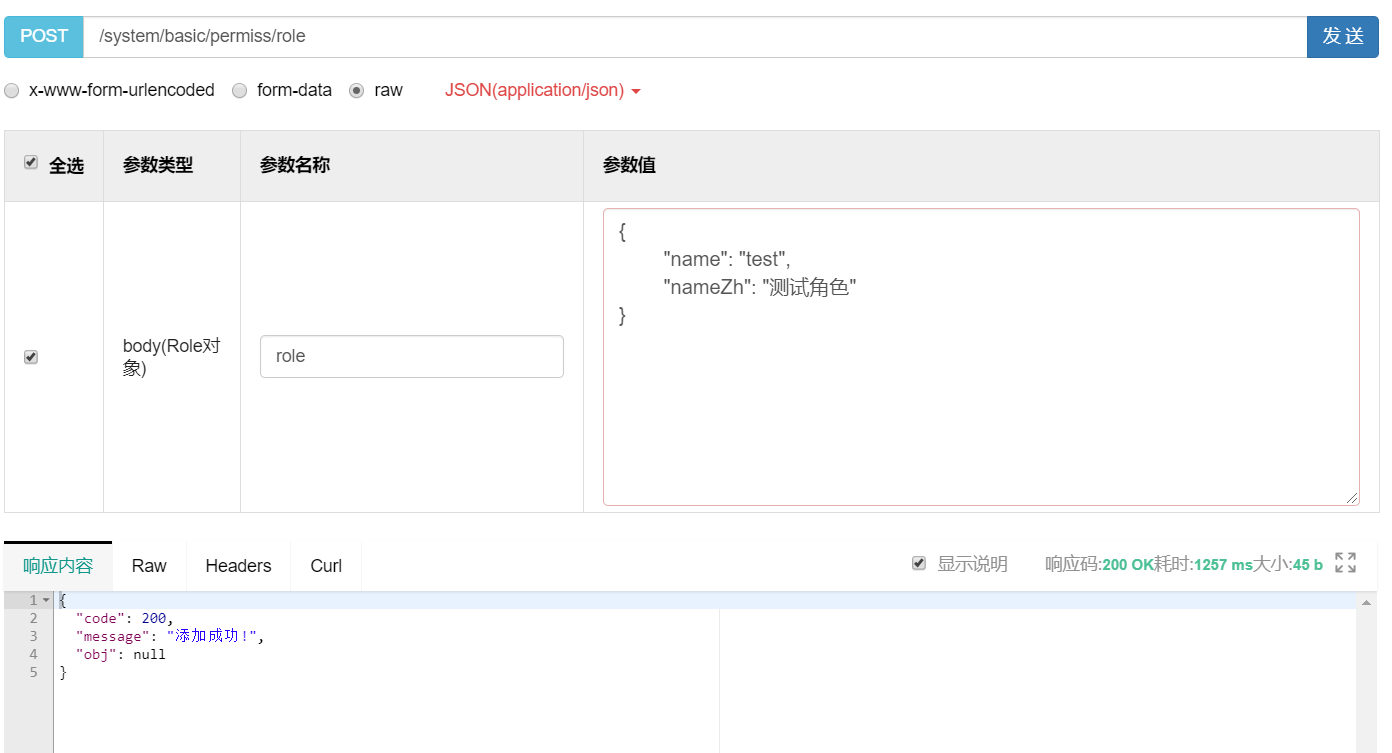 POST /system/basic/permiss/role 发 送
x-www-form-urlencoded form-data raw JSON(application/json)
全选 参数类型 参数名称 参数值
{
"name": "test",
"nameZh": "测试角色"
}
body(Role对
象)
role
响应内容 Raw Headers Curl 显示说明 响应码:200 OK耗时:1257 ms大小:45 b
1 {
2 "code": 200,
3 "message": "添加成功!",
4 "obj": null
5 }